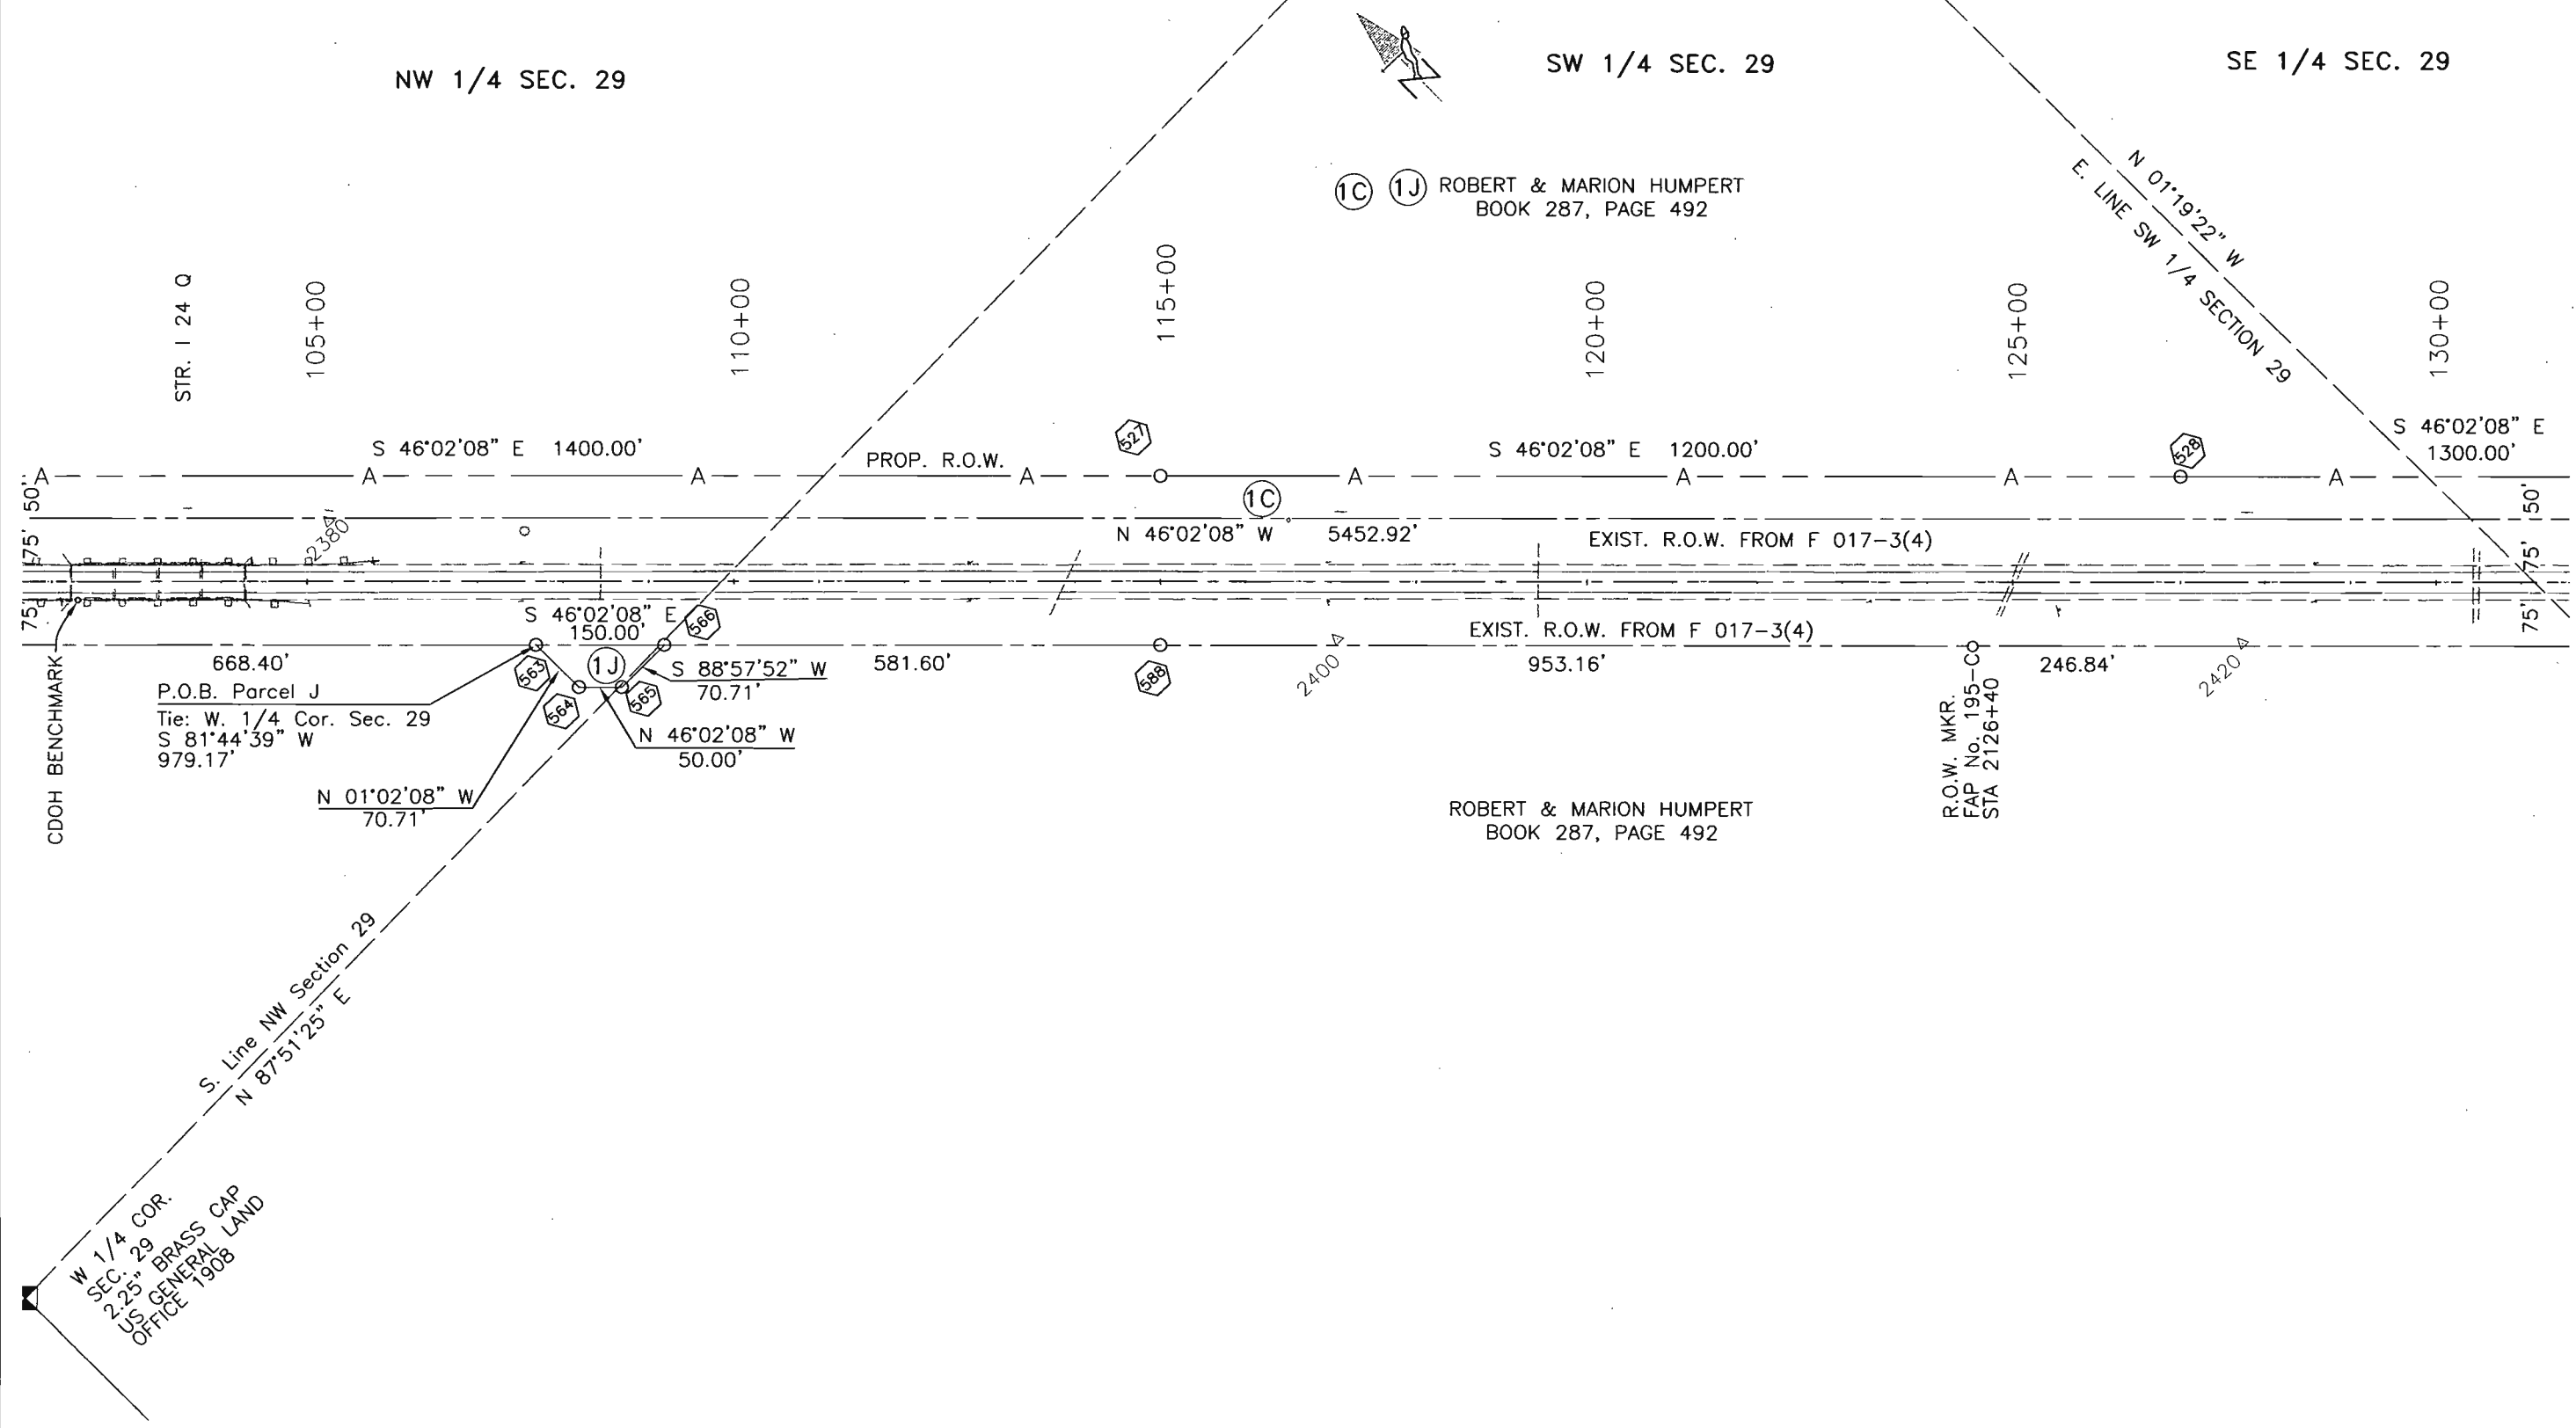 NW 1/4 SEC. 29
SW 1/4 SEC. 29
SE 1/4 SEC. 29
N 01°19'22" W
E. LINE SW 1/4 SECTION 29
1C 1J ROBERT & MARION HUMPERT
BOOK 287, PAGE 492
STR. I 24 Q
105+00
110+00
115+00
120+00
125+00
130+00
S 46°02'08" E 1400.00'
PROP. R.O.W.
527
S 46°02'08" E 1200.00'
528
S 46°02'08" E
1300.00'
A A A A A A A A
50'
1C
50'
2380
N 46°02'08" W 5452.92'
EXIST. R.O.W. FROM F 017-3(4)
75'
75'
75'
75'
S 46°02'08" E
150.00'
566
EXIST. R.O.W. FROM F 017-3(4)
668.40'
563
1J
S 88°57'52" W
70.71'
581.60'
588
2400
953.16'
246.84'
2420
P.O.B. Parcel J
Tie: W. 1/4 Cor. Sec. 29
S 81°44'39" W
979.17'
564
565
N 46°02'08" W
50.00'
N 01°02'08" W
70.71'
CDOH BENCHMARK
R.O.W. MKR.
FAP No. 195-C
STA 2126+40
ROBERT & MARION HUMPERT
BOOK 287, PAGE 492
S. Line NW Section 29
N 87°51'25" E
W 1/4 COR.
SEC. 29
2.25" BRASS CAP
US GENERAL LAND
OFFICE 1908